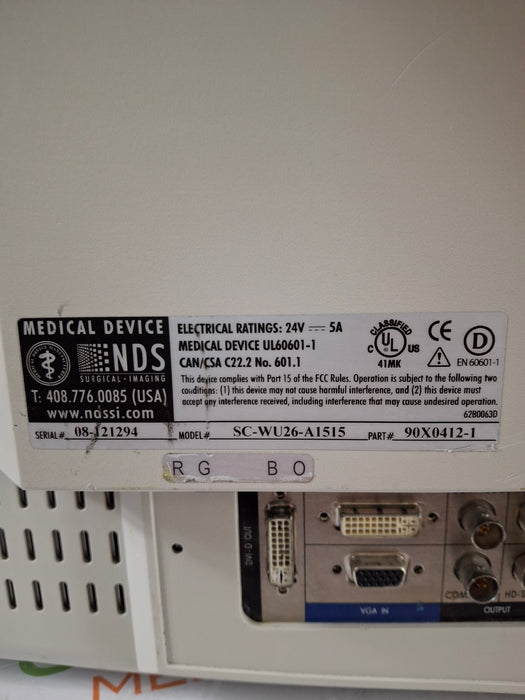 MEDICAL DEVICE
NDS
SURGICAL · IMAGING
T: 408.776.0085 (USA)
www.ndssi.com
ELECTRICAL RATINGS: 24V ⎓ 5A
MEDICAL DEVICE UL60601-1
CAN/CSA C22.2 No. 601.1
CLASSIFIED
C UL US
41MK
CE
D
EN 60601-1
This device complies with Part 15 of the FCC Rules. Operation is subject to the following two
conditions: (1) this device may not cause harmful interference, and (2) this device must
accept any interference received, including interference that may cause undesired operation.
62B0063D
SERIAL# 08-121294 MODEL# SC-WU26-A1515 PART# 90X0412-1
R G B O
DVI-D OUT
VGA IN
COM
HD-S
OUTPUT